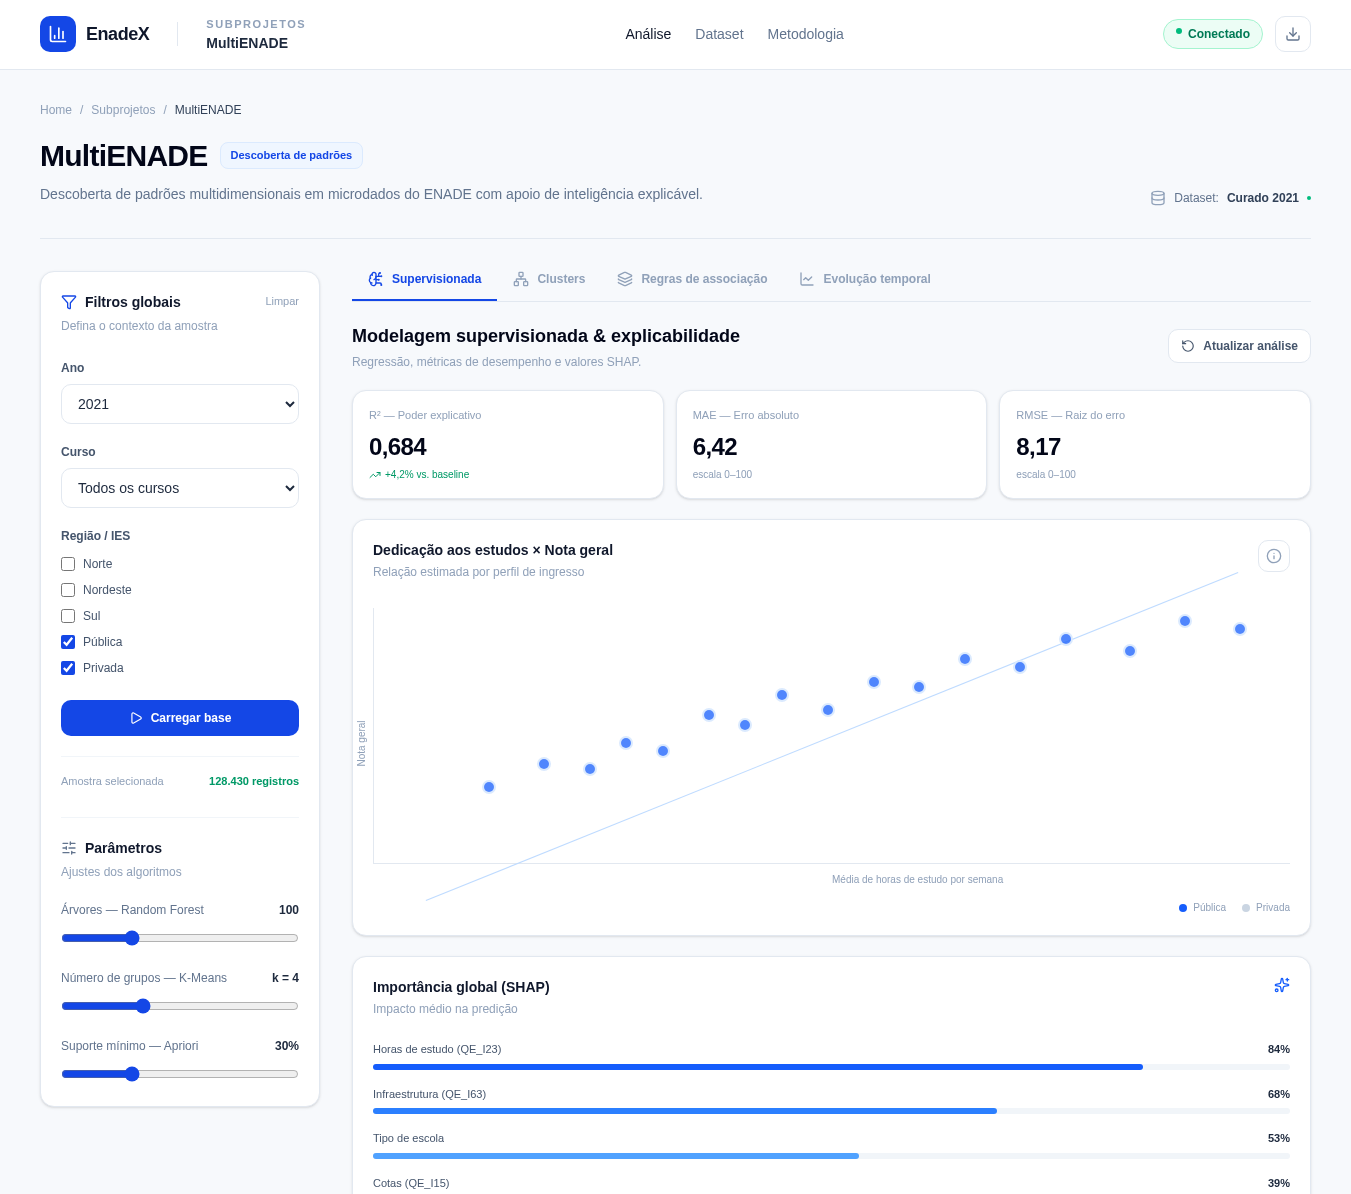 EnadeX
SUBPROJETOS
MultiENADE
Análise
Dataset
Metodologia
Conectado
Home / Subprojetos / MultiENADE
MultiENADE
Descoberta de padrões
Descoberta de padrões multidimensionais em microdados do ENADE com apoio de inteligência explicável.
Dataset: Curado 2021
Filtros globais
Limpar
Defina o contexto da amostra
Ano
2021
Curso
Todos os cursos
Região / IES
Norte
Nordeste
Sul
Pública
Privada
Carregar base
Amostra selecionada
128.430 registros
Parâmetros
Ajustes dos algoritmos
Árvores — Random Forest
100
Número de grupos — K-Means
k = 4
Suporte mínimo — Apriori
30%
Supervisionada
Clusters
Regras de associação
Evolução temporal
Modelagem supervisionada & explicabilidade
Regressão, métricas de desempenho e valores SHAP.
Atualizar análise
R² — Poder explicativo
0,684
+4,2% vs. baseline
MAE — Erro absoluto
6,42
escala 0–100
RMSE — Raiz do erro
8,17
escala 0–100
Dedicação aos estudos × Nota geral
Relação estimada por perfil de ingresso
Nota geral
Média de horas de estudo por semana
Pública
Privada
Importância global (SHAP)
Impacto médio na predição
Horas de estudo (QE_I23)
84%
Infraestrutura (QE_I63)
68%
Tipo de escola
53%
Cotas (QE_I15)
39%